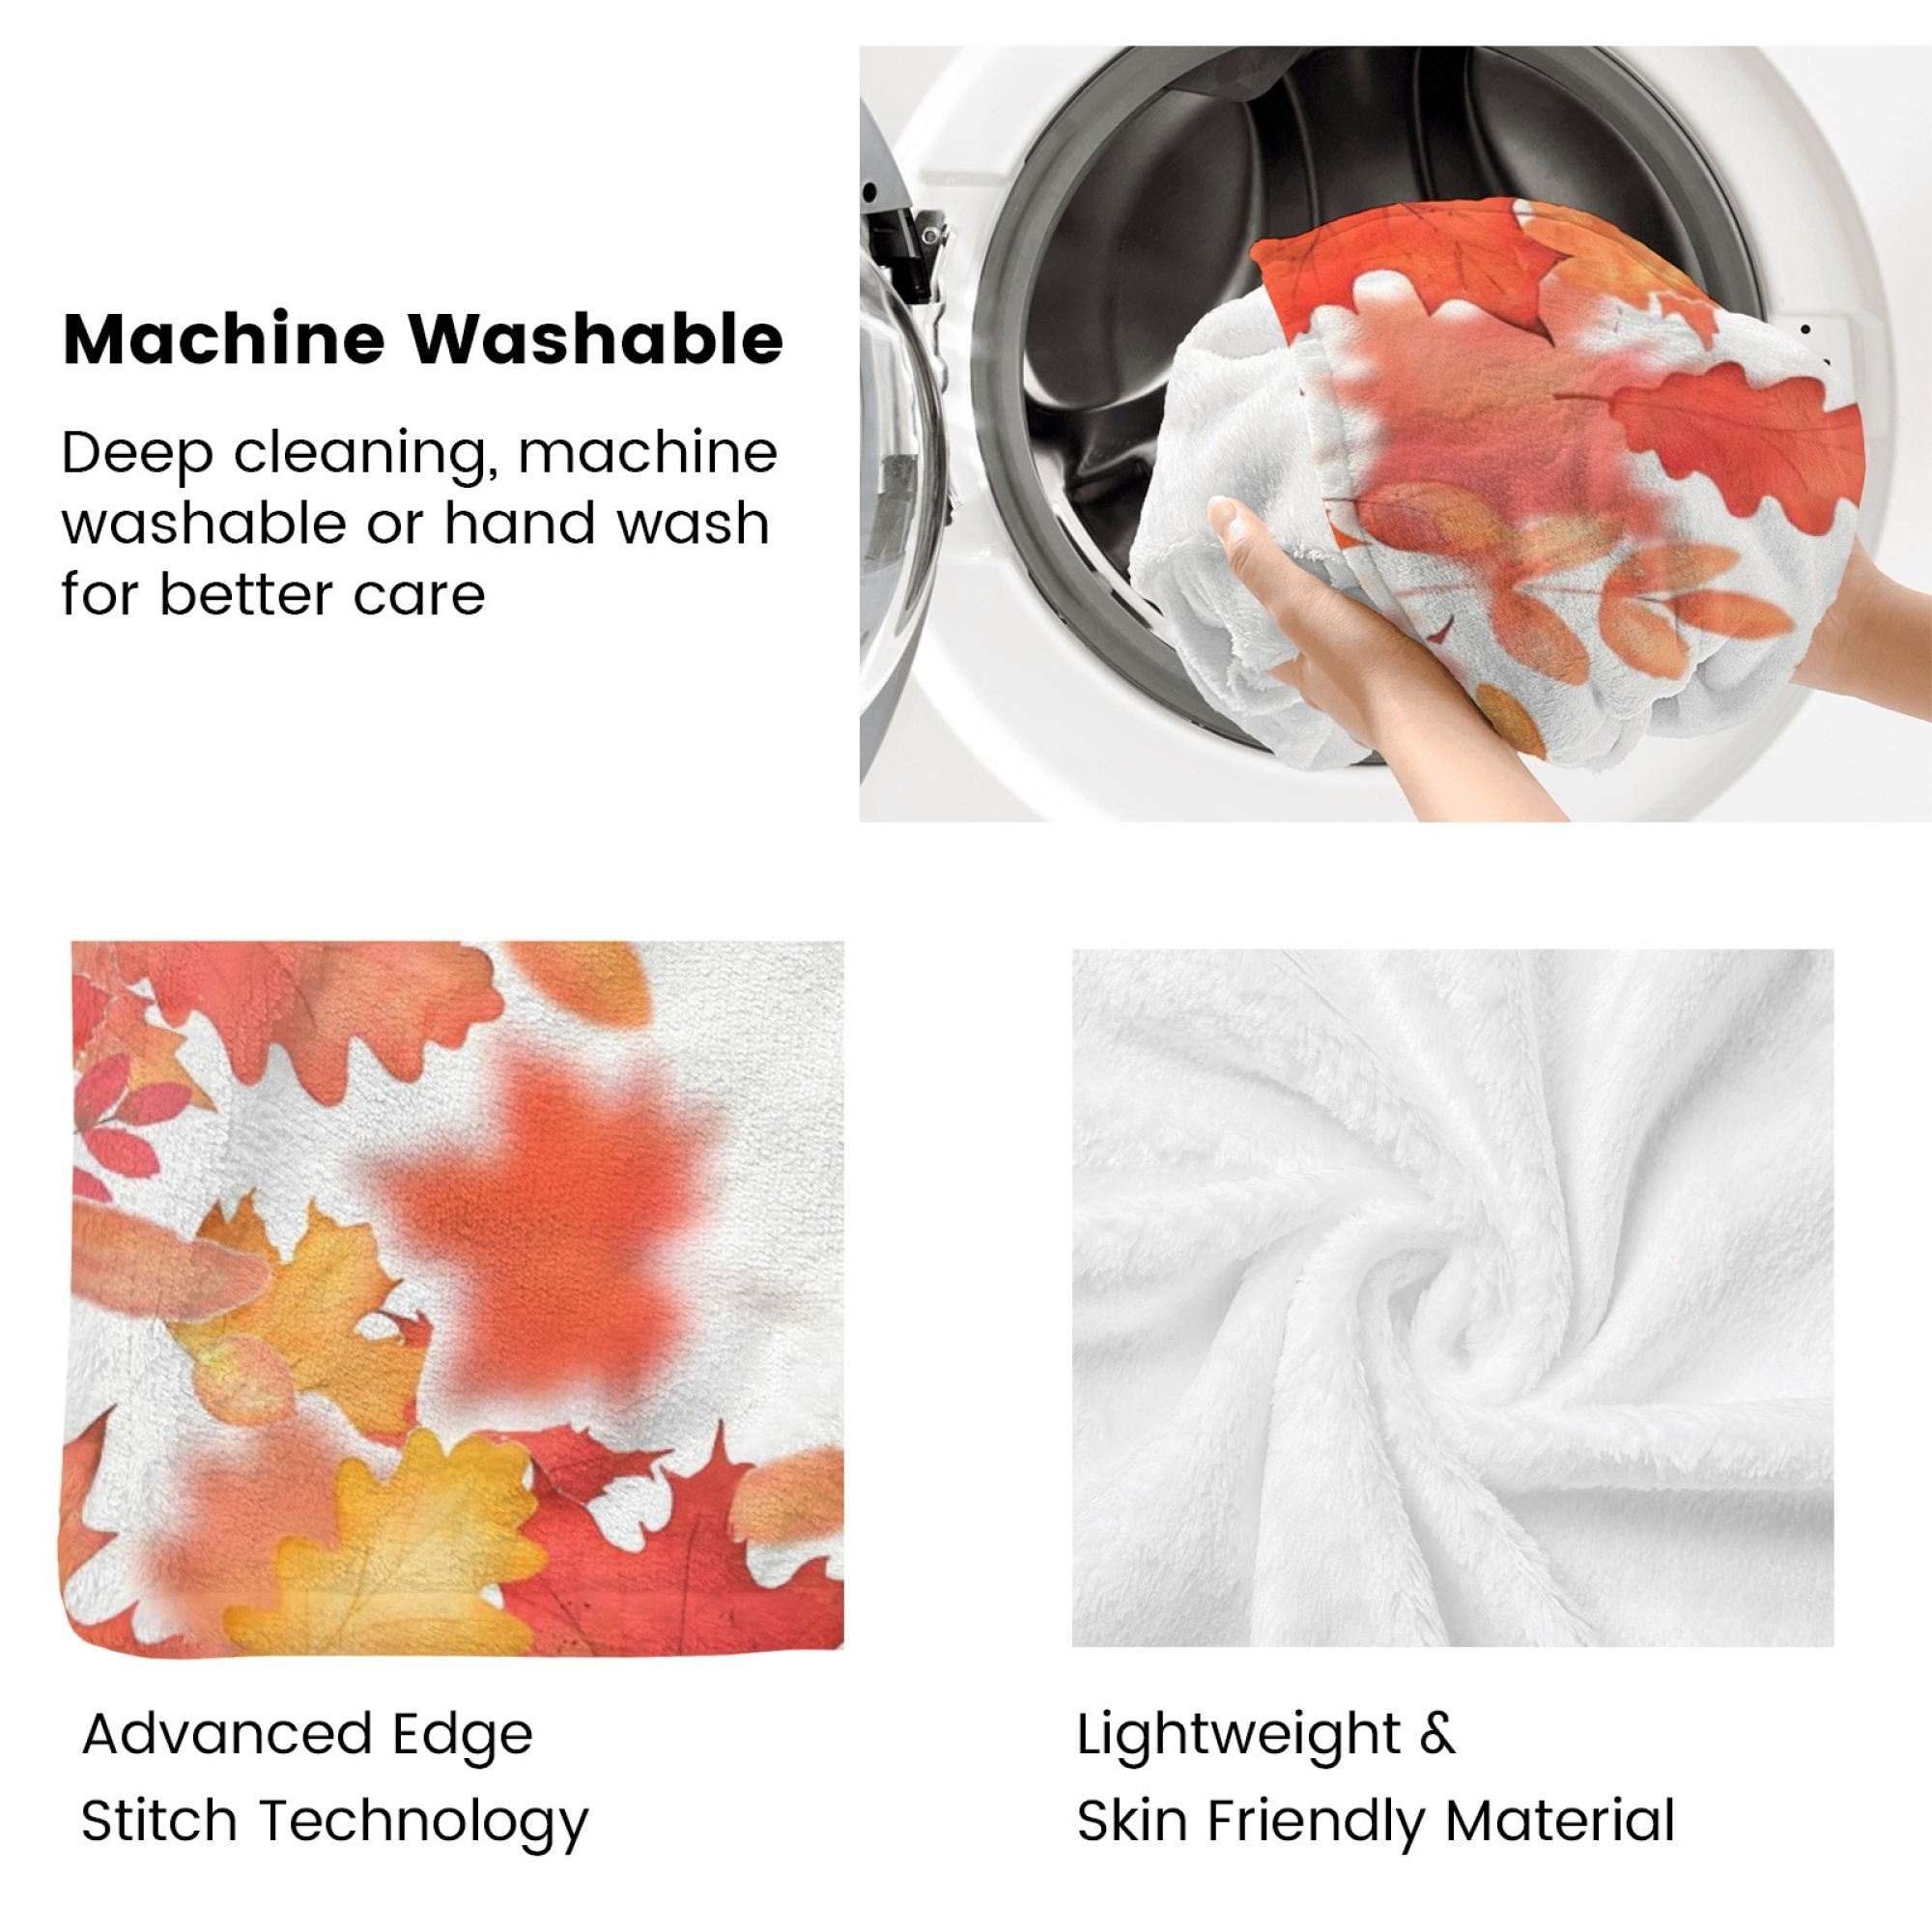 Machine Washable
Deep cleaning, machine
washable or hand wash
for better care
Advanced Edge
Stitch Technology
Lightweight &
Skin Friendly Material